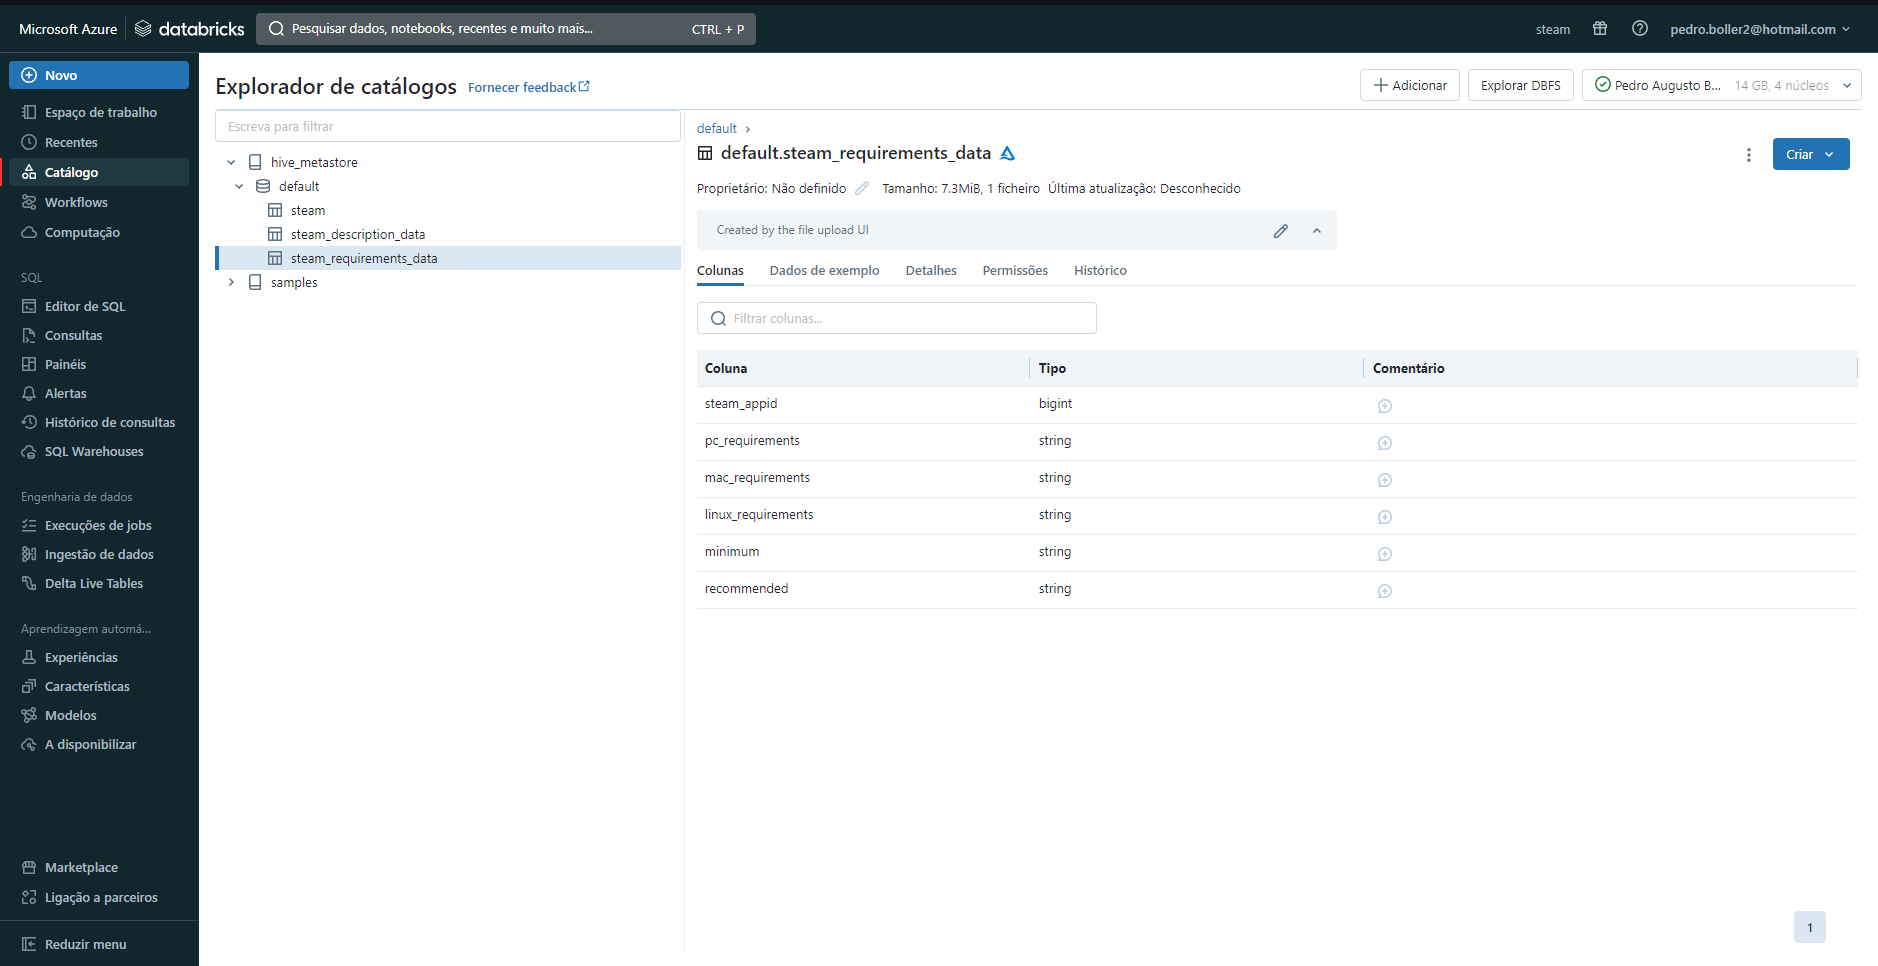 Microsoft Azure databricks Pesquisar dados, notebooks, recentes e muito mais... CTRL + P steam pedro.boller2@hotmail.com
Novo
Espaço de trabalho
Recentes
Catálogo
Workflows
Computação
SQL
Editor de SQL
Consultas
Painéis
Alertas
Histórico de consultas
SQL Warehouses
Engenharia de dados
Execuções de jobs
Ingestão de dados
Delta Live Tables
Aprendizagem automá...
Experiências
Características
Modelos
A disponibilizar
Marketplace
Ligação a parceiros
Reduzir menu
Explorador de catálogos Fornecer feedback
Adicionar Explorar DBFS Pedro Augusto B... 14 GB, 4 núcleos
Escreva para filtrar
hive_metastore
default
steam
steam_description_data
steam_requirements_data
samples
default
default.steam_requirements_data
Criar
Proprietário: Não definido Tamanho: 7.3MiB, 1 ficheiro Última atualização: Desconhecido
Created by the file upload UI
Colunas Dados de exemplo Detalhes Permissões Histórico
Filtrar colunas...
Coluna Tipo Comentário
steam_appid bigint
pc_requirements string
mac_requirements string
linux_requirements string
minimum string
recommended string
1